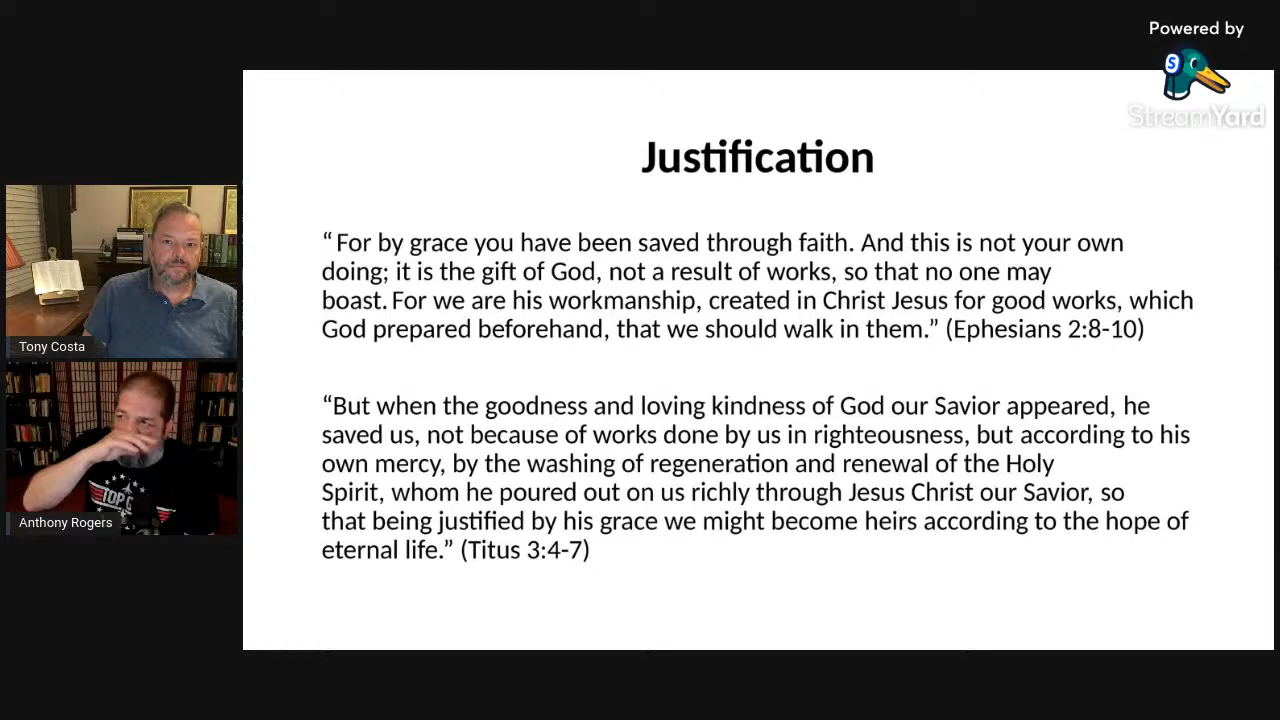 Powered by
S
StreamYard
Justification
“For by grace you have been saved through faith. And this is not your own
doing; it is the gift of God, not a result of works, so that no one may
boast. For we are his workmanship, created in Christ Jesus for good works, which
God prepared beforehand, that we should walk in them.” (Ephesians 2:8-10)
“But when the goodness and loving kindness of God our Savior appeared, he
saved us, not because of works done by us in righteousness, but according to his
own mercy, by the washing of regeneration and renewal of the Holy
Spirit, whom he poured out on us richly through Jesus Christ our Savior, so
that being justified by his grace we might become heirs according to the hope of
eternal life.” (Titus 3:4-7)
Tony Costa
TOP
Anthony Rogers